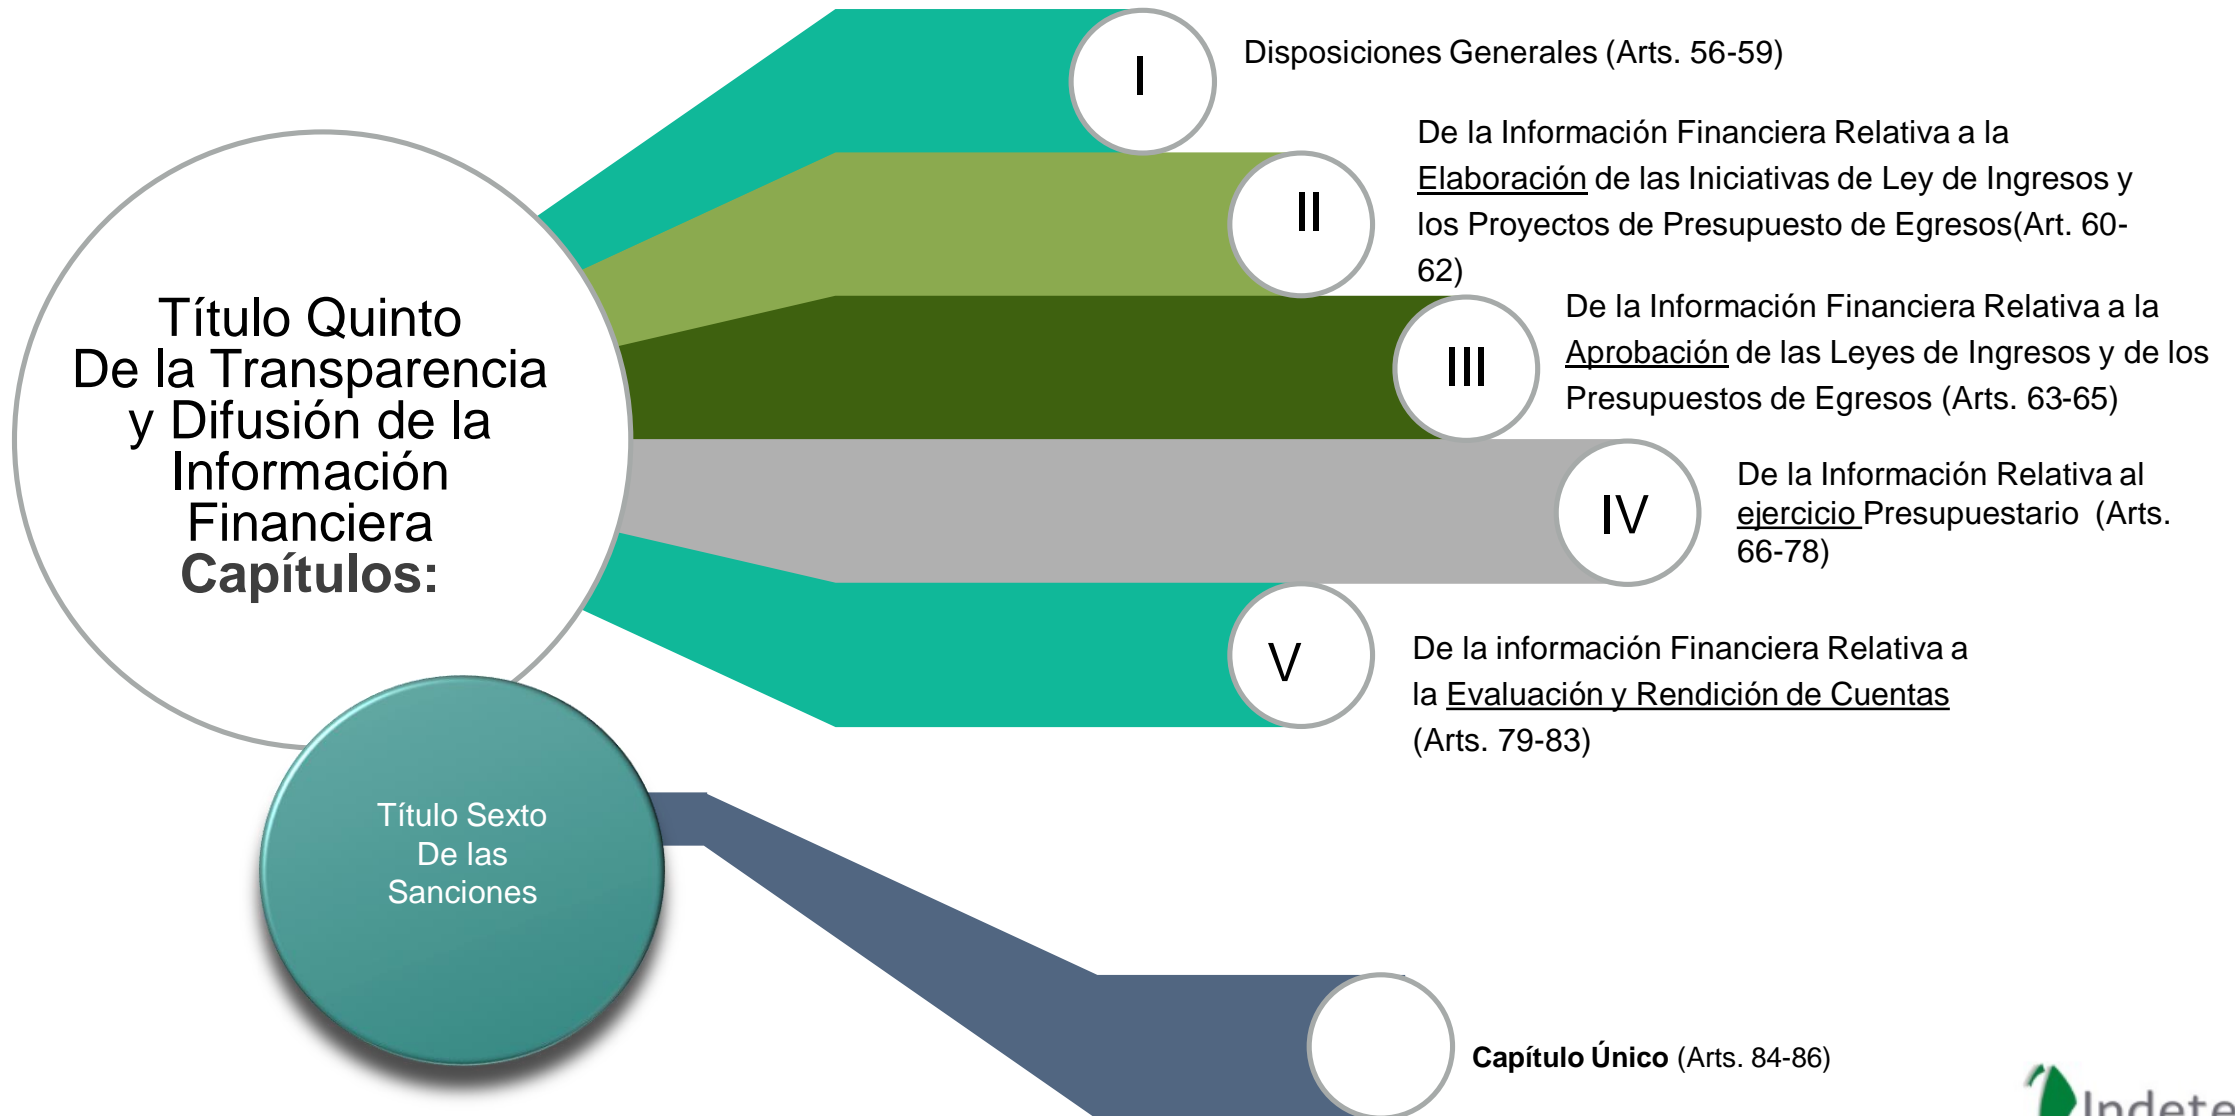 Título Quinto
De la Transparencia
y Difusión de la
Información
Financiera
Capítulos:
I
Disposiciones Generales (Arts. 56-59)
II
De la Información Financiera Relativa a la
Elaboración de las Iniciativas de Ley de Ingresos y
los Proyectos de Presupuesto de Egresos(Art. 60-
62)
III
De la Información Financiera Relativa a la
Aprobación de las Leyes de Ingresos y de los
Presupuestos de Egresos (Arts. 63-65)
IV
De la Información Relativa al
ejercicio Presupuestario (Arts.
66-78)
V
De la información Financiera Relativa a
la Evaluación y Rendición de Cuentas
(Arts. 79-83)
Título Sexto
De las
Sanciones
Capítulo Único (Arts. 84-86)